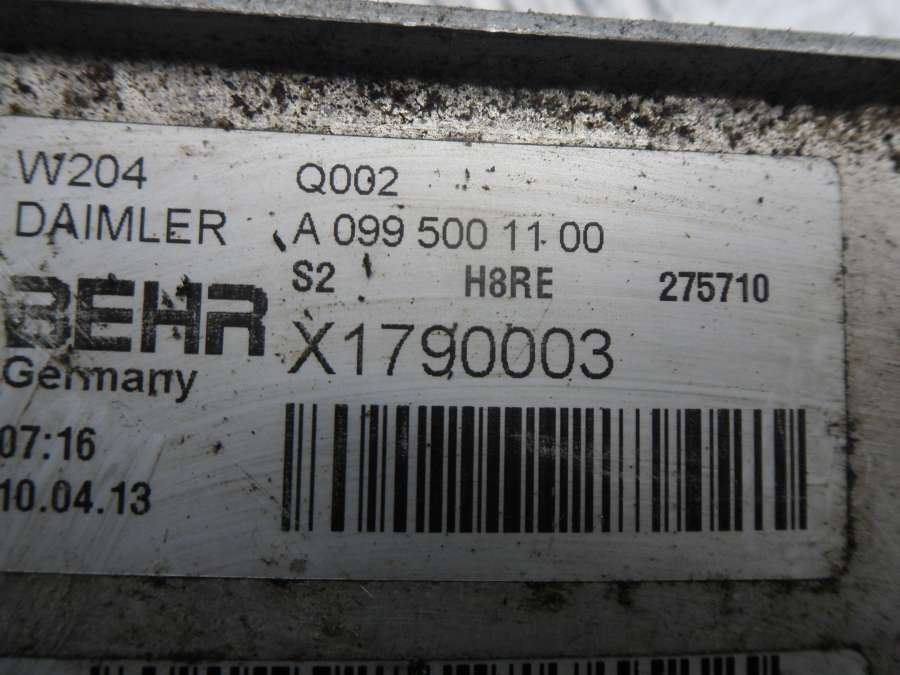 W204 Q002
DAIMLER A 099 500 11 00
S2 H8RE 275710
BEHR X1790003
Germany
07:16
10.04.13